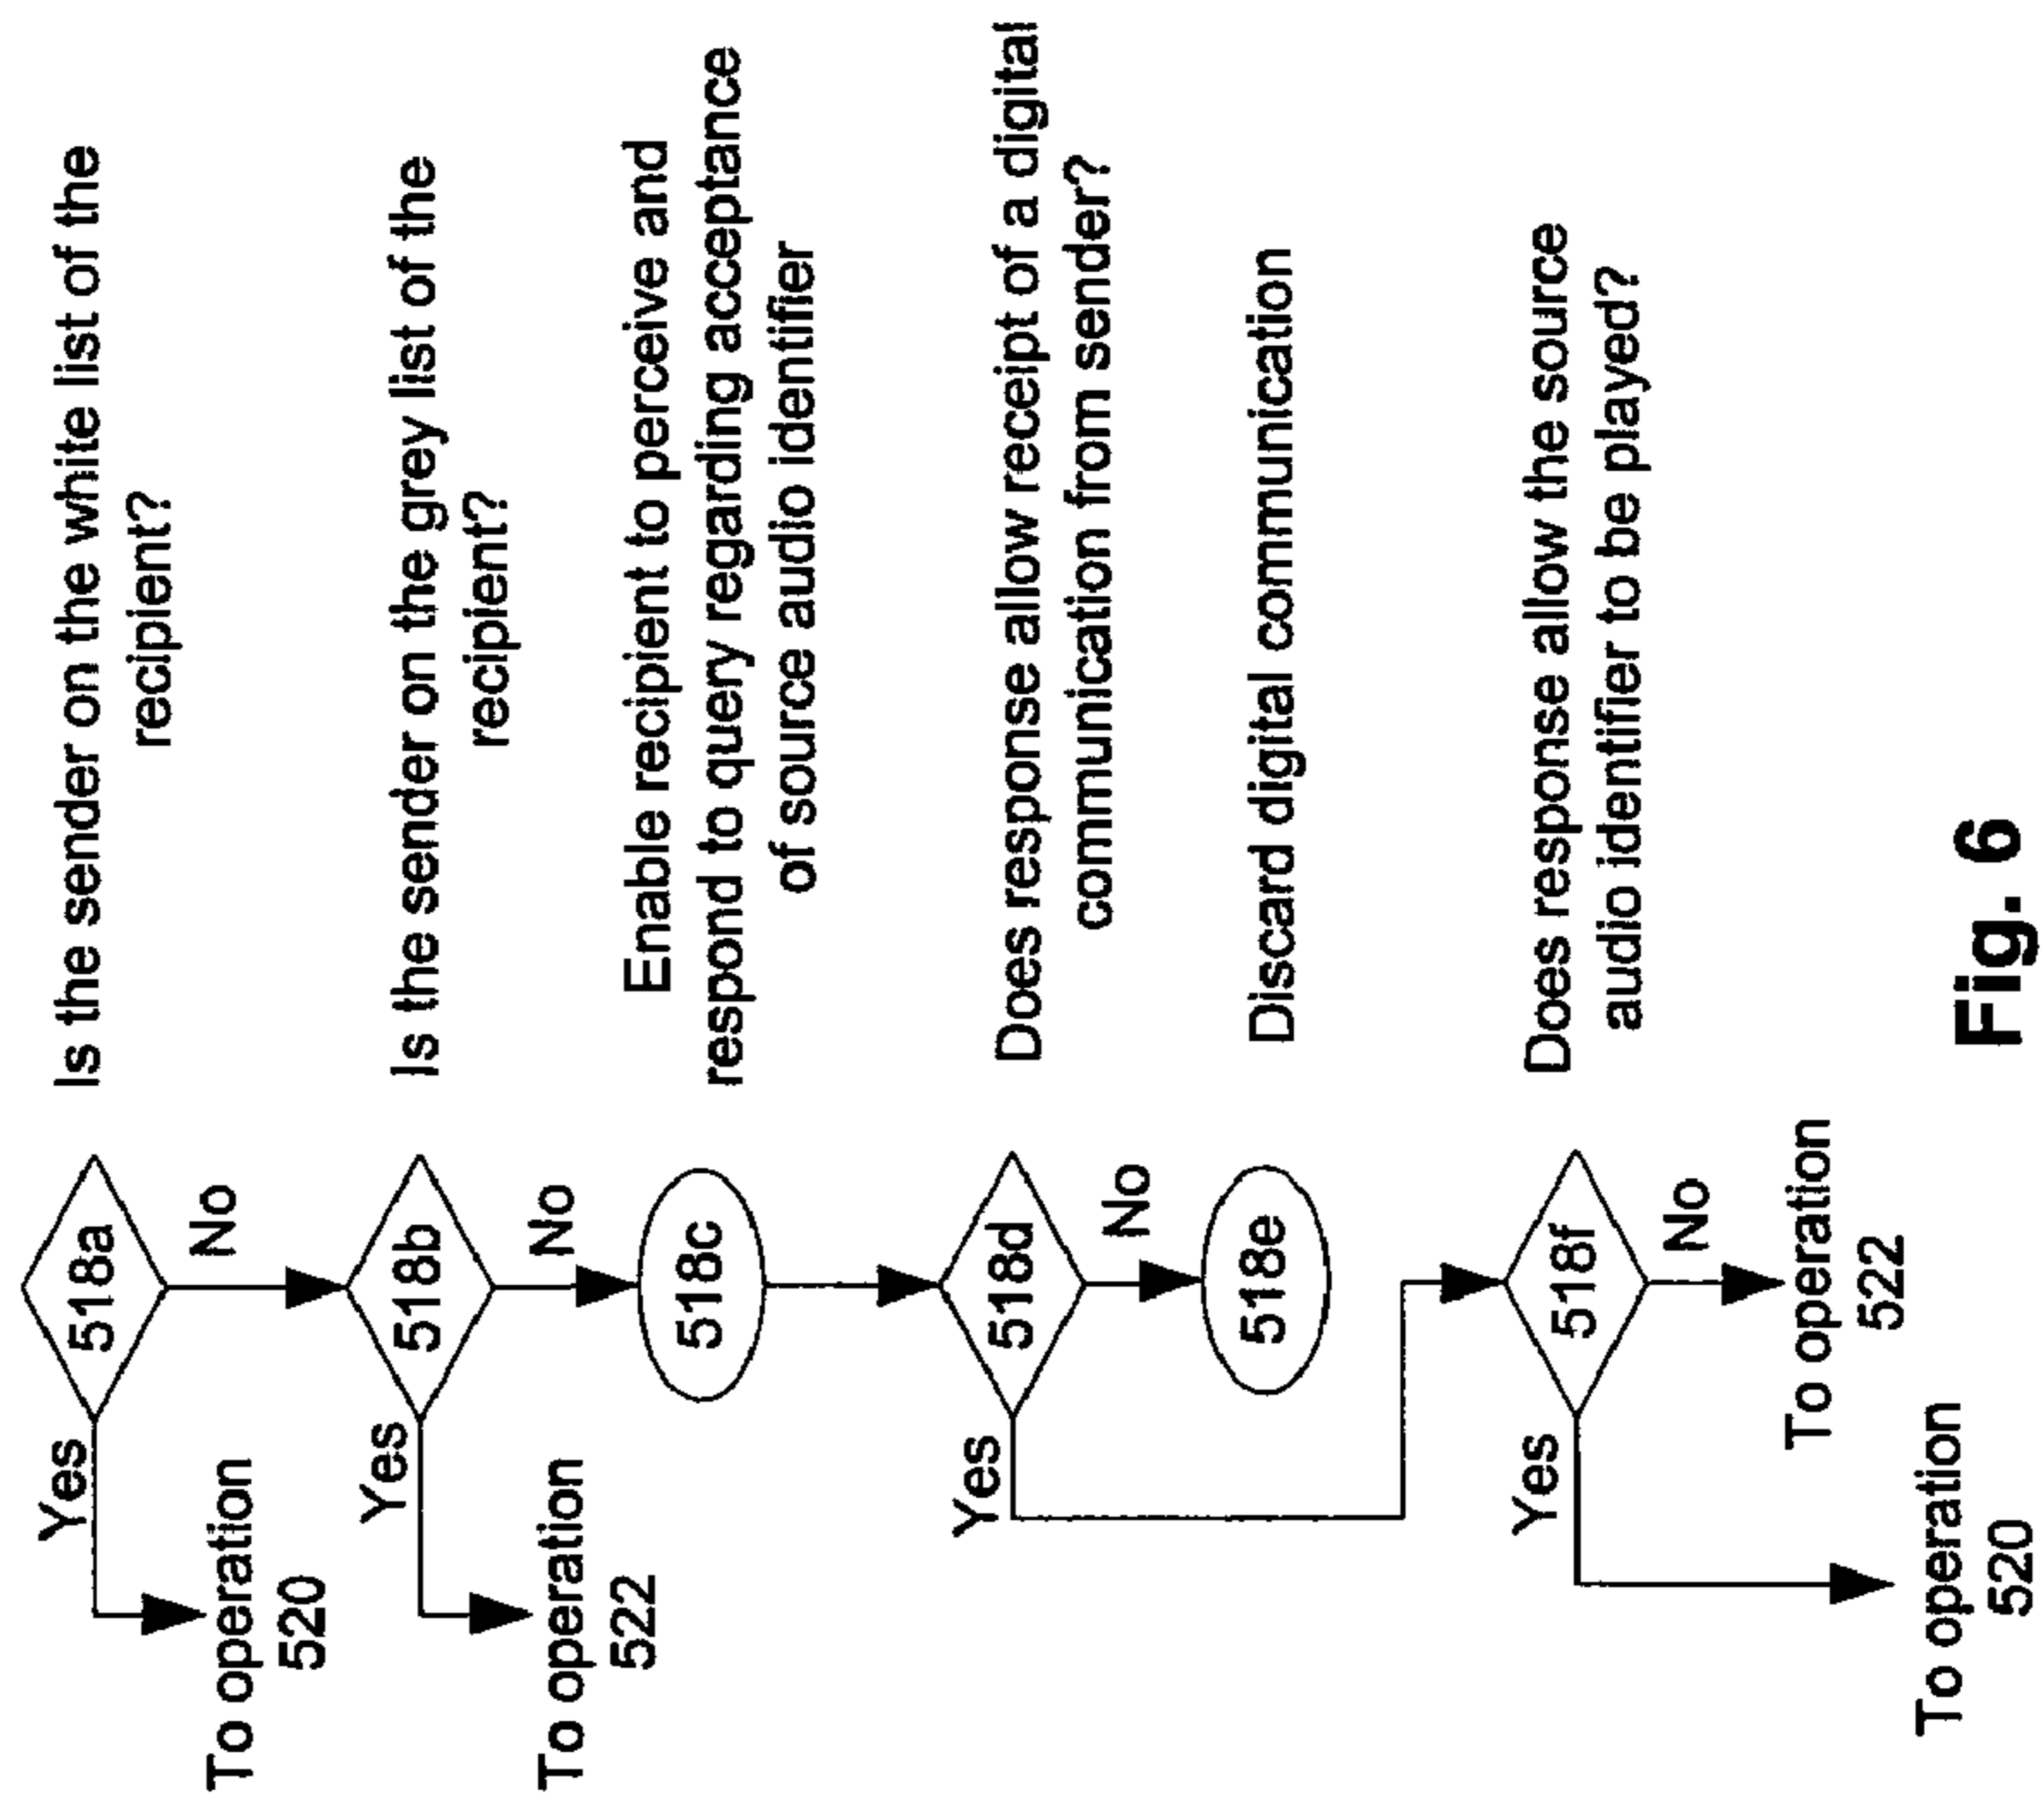 518a
Yes
No
To operation
520
Is the sender on the white list of the
recipient?
518b
Yes
No
To operation
522
Is the sender on the grey list of the
recipient?
518c
Enable recipient to perceive and
respond to query regarding acceptance
of source audio identifier
518d
Yes
No
Does response allow receipt of a digital
communication from sender?
518e
Discard digital communication
518f
Yes
No
To operation
522
To operation
520
Does response allow the source
audio identifier to be played?
Fig. 6